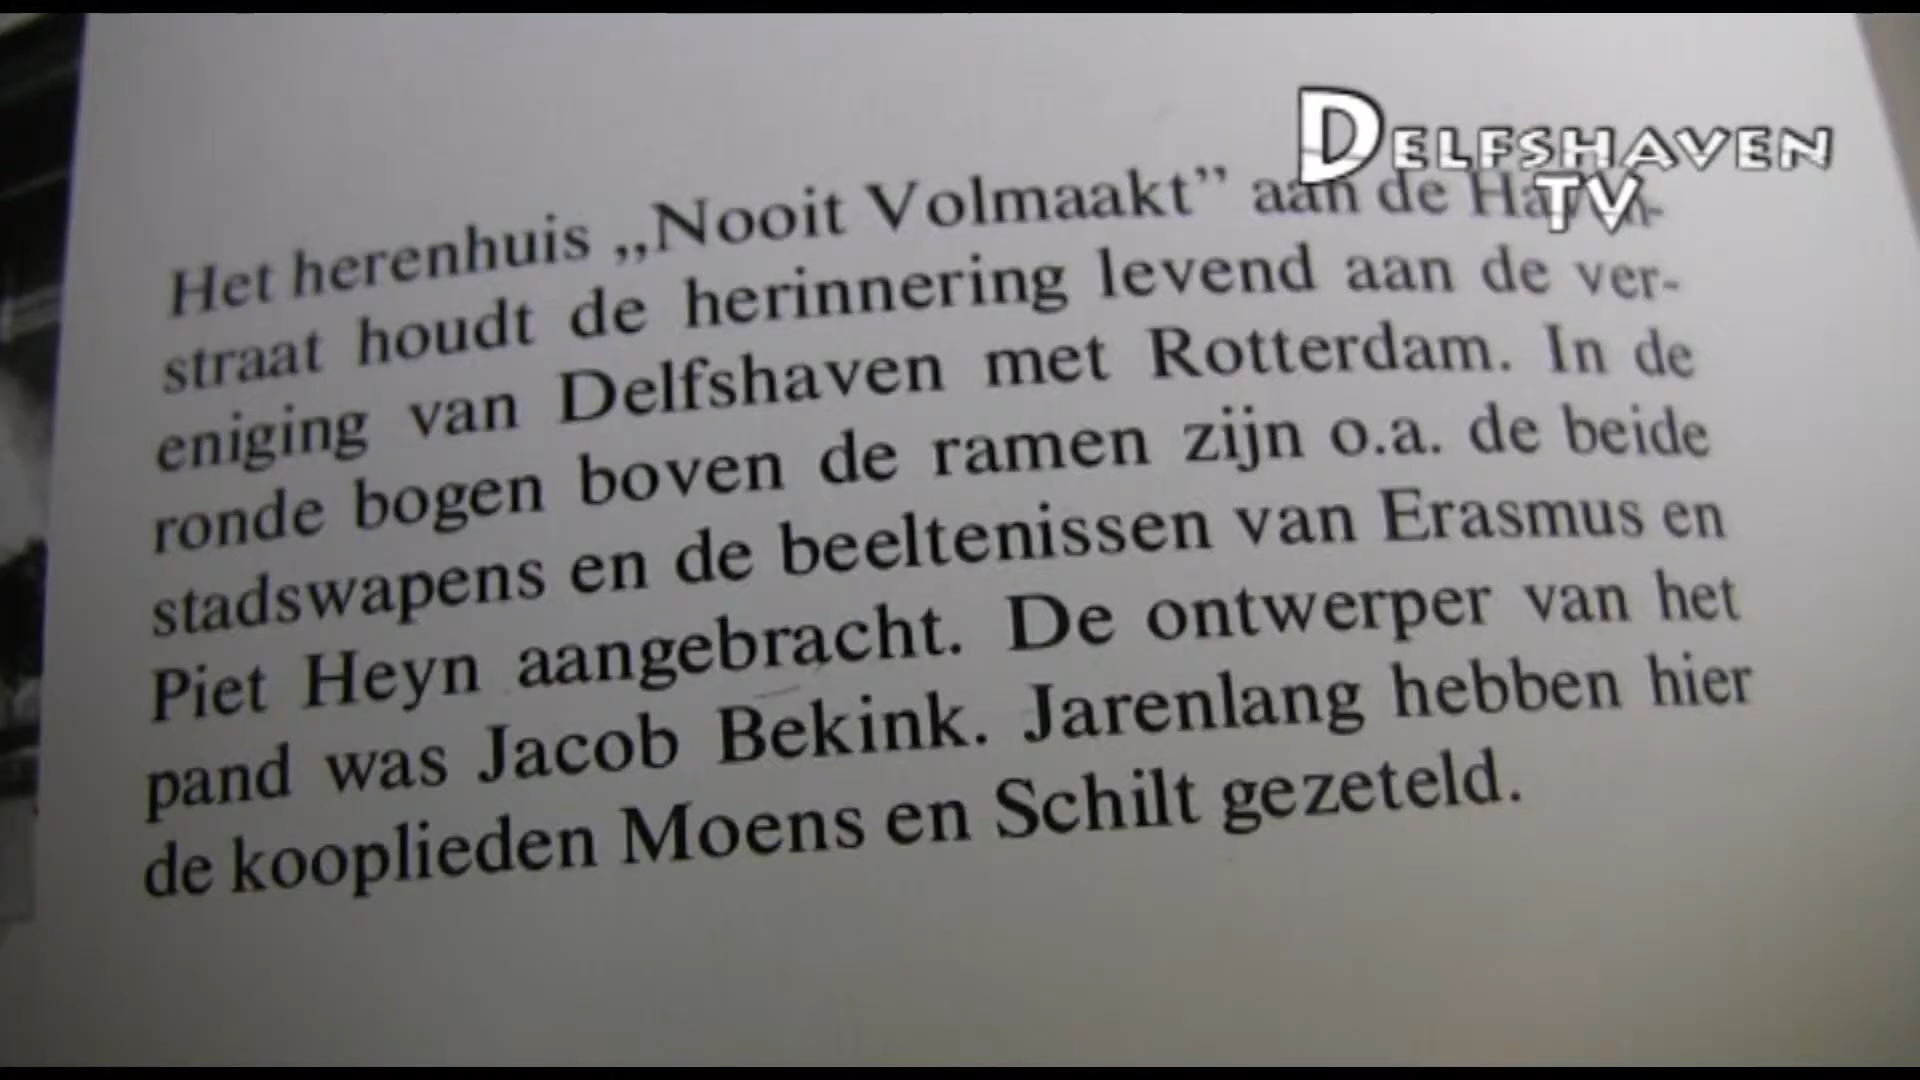 DELFSHAVEN
TV
Het herenhuis „Nooit Volmaakt” aan de
straat houdt de herinnering levend aan de ver-
eniging van Delfshaven met Rotterdam. In de
ronde bogen boven de ramen zijn o.a. de beide
stadswapens en de beeltenissen van Erasmus en
Piet Heyn aangebracht. De ontwerper van het
pand was Jacob Bekink. Jarenlang hebben hier
de kooplieden Moens en Schilt gezeteld.